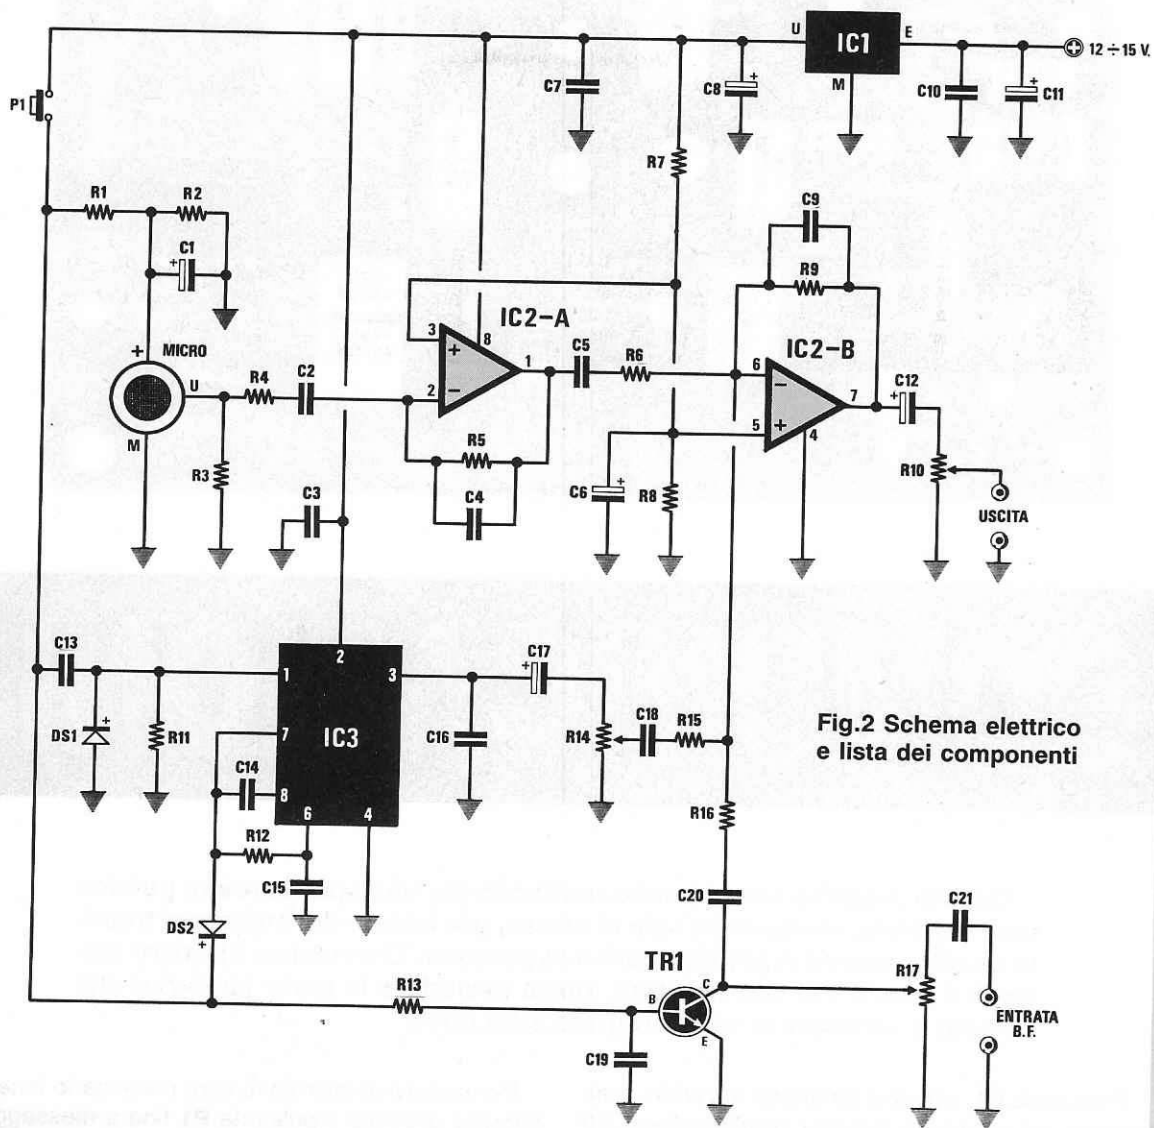 U
IC1
E
12 ÷ 15 V.
P1
C7
C8
+
M
C10
+
C11
R7
R1
R2
C9
+
C1
R9
IC2-A
+
MICRO
3
+
8
1
C5
R6
IC2-B
6
−
U
R4
C2
2
−
7
C12
+
M
R5
5
+
4
R3
C4
C6
+
R8
R10
C3
USCITA
C13
2
C17
1
3
+
DS1
+
R11
7
IC3
C16
R14
C18
R15
Fig.2 Schema elettrico
e lista dei componenti
C14
8
6
4
R12
R16
C15
C20
C21
DS2
+
TR1
R13
B
C
E
R17
ENTRATA
B.F.
C19